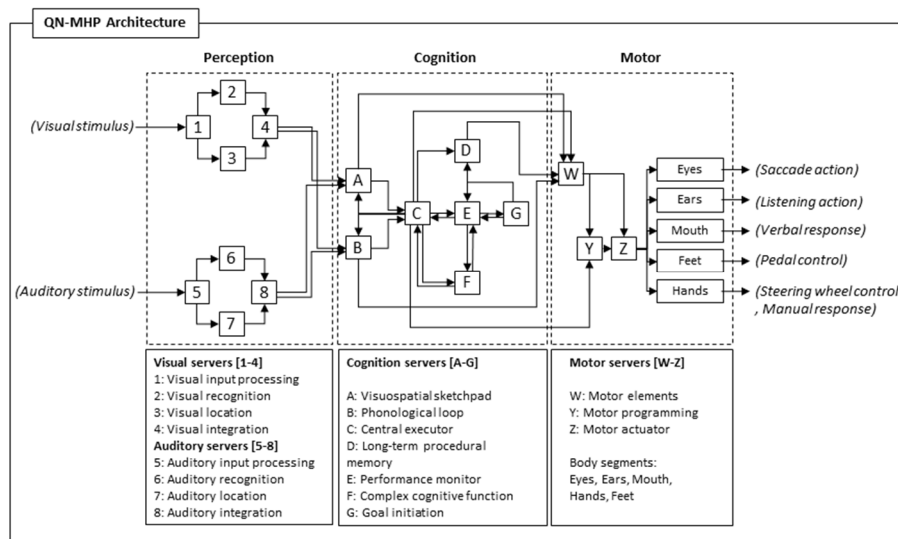 QN-MHP Architecture
Perception
Cognition
Motor
(Visual stimulus)
1
2
3
4
(Auditory stimulus)
5
6
7
8
A
B
C
D
E
F
G
W
Y
Z
Eyes
(Saccade action)
Ears
(Listening action)
Mouth
(Verbal response)
Feet
(Pedal control)
Hands
(Steering wheel control
, Manual response)
Visual servers [1-4]
1: Visual input processing
2: Visual recognition
3: Visual location
4: Visual integration
Auditory servers [5-8]
5: Auditory input processing
6: Auditory recognition
7: Auditory location
8: Auditory integration
Cognition servers [A-G]
A: Visuospatial sketchpad
B: Phonological loop
C: Central executor
D: Long-term procedural
memory
E: Performance monitor
F: Complex cognitive function
G: Goal initiation
Motor servers [W-Z]
W: Motor elements
Y: Motor programming
Z: Motor actuator
Body segments:
Eyes, Ears, Mouth,
Hands, Feet